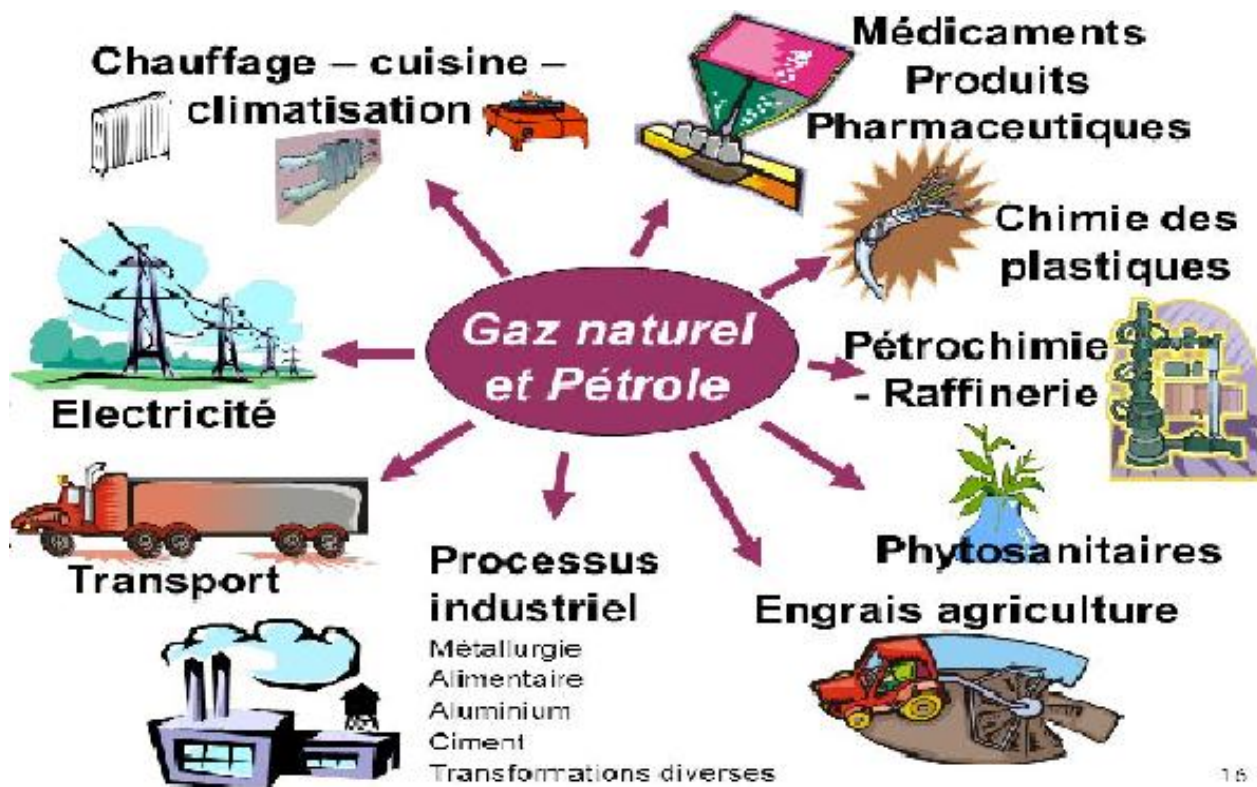 Chauffage – cuisine –
climatisation
Médicaments
Produits
Pharmaceutiques
Chimie des
plastiques
Gaz naturel
et Pétrole
Pétrochimie
- Raffinerie
Electricité
Phytosanitaires
Transport
Processus
industriel
Métallurgie
Alimentaire
Aluminium
Ciment
Transformations diverses
Engrais agriculture
16